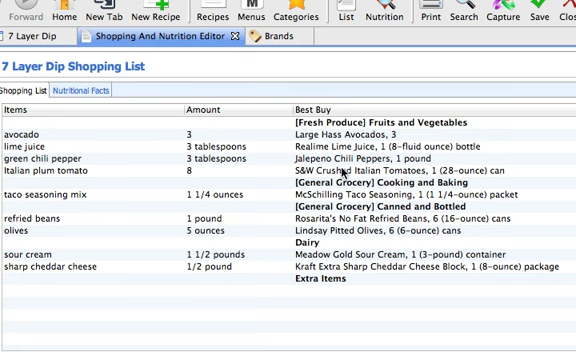 Forward Home New Tab New Recipe Recipes Menus Categories List Nutrition Print Search Capture Save
7 Layer Dip Shopping And Nutrition Editor Brands
7 Layer Dip Shopping List
Shopping List Nutritional Facts
Items Amount Best Buy
[Fresh Produce] Fruits and Vegetables
avocado 3 Large Hass Avocados, 3
lime juice 3 tablespoons Realime Lime Juice, 1 (8-fluid ounce) bottle
green chili pepper 3 tablespoons Jalepeno Chili Peppers, 1 pound
Italian plum tomato 8 S&W Crushed Italian Tomatoes, 1 (28-ounce) can
[General Grocery] Cooking and Baking
taco seasoning mix 1 1/4 ounces McSchilling Taco Seasoning, 1 (1 1/4-ounce) packet
[General Grocery] Canned and Bottled
refried beans 1 pound Rosarita's No Fat Refried Beans, 6 (16-ounce) cans
olives 5 ounces Lindsay Pitted Olives, 6 (6-ounce) cans
Dairy
sour cream 1 1/2 pounds Meadow Gold Sour Cream, 1 (3-pound) container
sharp cheddar cheese 1/2 pound Kraft Extra Sharp Cheddar Cheese Block, 1 (8-ounce) package
Extra Items